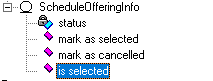 ScheduleOfferingInfo
status
mark as selected
mark as cancelled
is selected